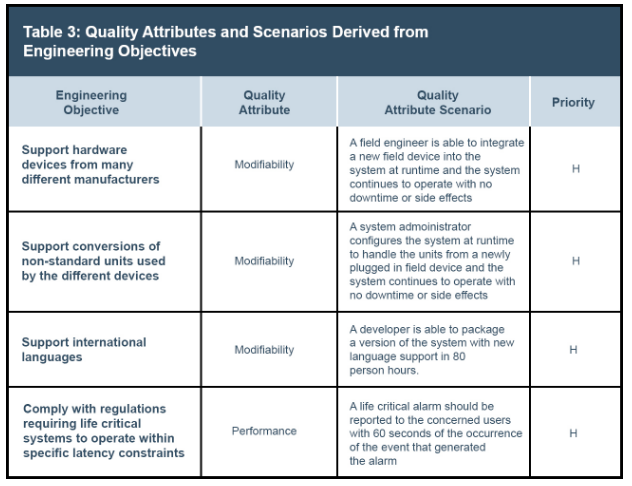 Table 3: Quality Attributes and Scenarios Derived from
Engineering Objectives
Engineering
Objective
Quality
Attribute
Quality
Attribute Scenario
Priority
Support hardware
devices from many
different manufacturers
Modifiability
A field engineer is able to integrate
a new field device into the
system at runtime and the system
continues to operate with no
downtime or side effects
H
Support conversions of
non-standard units used
by the different devices
Modifiability
A system admoinistrator
configures the system at runtime
to handle the units from a newly
plugged in field device and the
system continues to operate with
no downtime or side effects
H
Support international
languages
Modifiability
A developer is able to package
a version of the system with new
language support in 80
person hours.
H
Comply with regulations
requiring life critical
systems to operate within
specific latency constraints
Performance
A life critical alarm should be
reported to the concerned users
with 60 seconds of the occurrence
of the event that generated
the alarm
H